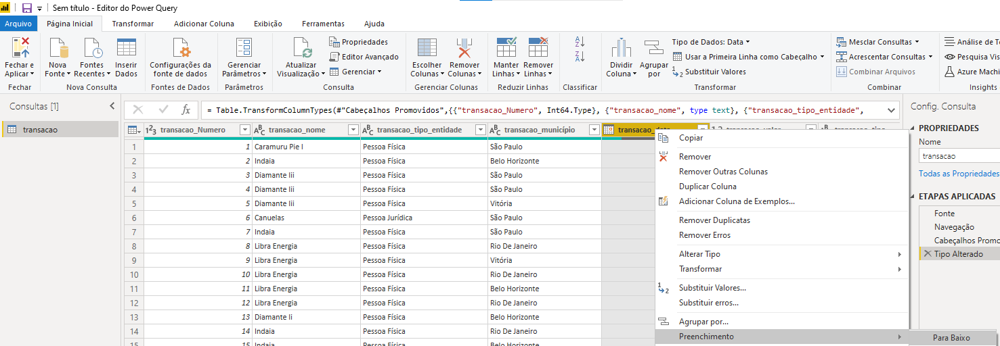 Sem título - Editor do Power Query
Arquivo Página Inicial Transformar Adicionar Coluna Exibição Ferramentas Ajuda
Fechar e Aplicar
Nova Fonte
Fontes Recentes
Inserir Dados
Configurações da fonte de dados
Gerenciar Parâmetros
Atualizar Visualização
Propriedades
Editor Avançado
Gerenciar
Escolher Colunas
Remover Colunas
Manter Linhas
Remover Linhas
Dividir Coluna
Agrupar por
Tipo de Dados: Data
Usar a Primeira Linha como Cabeçalho
Substituir Valores
Mesclar Consultas
Acrescentar Consultas
Combinar Arquivos
Análise de Te
Pesquisa Visi
Azure Machi
Fechar Nova Consulta Fontes de Dados Parâmetros Consulta Gerenciar Colunas Reduzir Linhas Classificar Transformar Combinar Insights
Consultas [1]
transacao
= Table.TransformColumnTypes(#"Cabeçalhos Promovidos",{{"transacao_Numero", Int64.Type}, {"transacao_nome", type text}, {"transacao_tipo_entidade",
transacao_Numero transacao_nome transacao_tipo_entidade transacao_município
1 1 Caramuru Pie I Pessoa Física São Paulo
2 2 Indaia Pessoa Física Belo Horizonte
3 3 Diamante Iii Pessoa Física São Paulo
4 4 Diamante Iii Pessoa Física São Paulo
5 5 Diamante Iii Pessoa Física Vitória
6 6 Canuelas Pessoa Jurídica São Paulo
7 7 Indaia Pessoa Física São Paulo
8 8 Libra Energia Pessoa Física Rio De Janeiro
9 9 Libra Energia Pessoa Física Vitória
10 10 Libra Energia Pessoa Física Rio De Janeiro
11 11 Libra Energia Pessoa Física Belo Horizonte
12 12 Libra Energia Pessoa Física Rio De Janeiro
13 13 Diamante Ii Pessoa Física Belo Horizonte
14 14 Indaia Pessoa Física Rio De Janeiro
15 15 Indaia Pessoa Física Belo Horizonte
Copiar
Remover
Remover Outras Colunas
Duplicar Coluna
Adicionar Coluna de Exemplos...
Remover Duplicatas
Remover Erros
Alterar Tipo
Transformar
Substituir Valores...
Substituir erros...
Agrupar por...
Preenchimento
Para Baixo
Config. Consulta
PROPRIEDADES
Nome
transacao
Todas as Propriedades
ETAPAS APLICADAS
Fonte
Navegação
Cabeçalhos Promo
Tipo Alterado